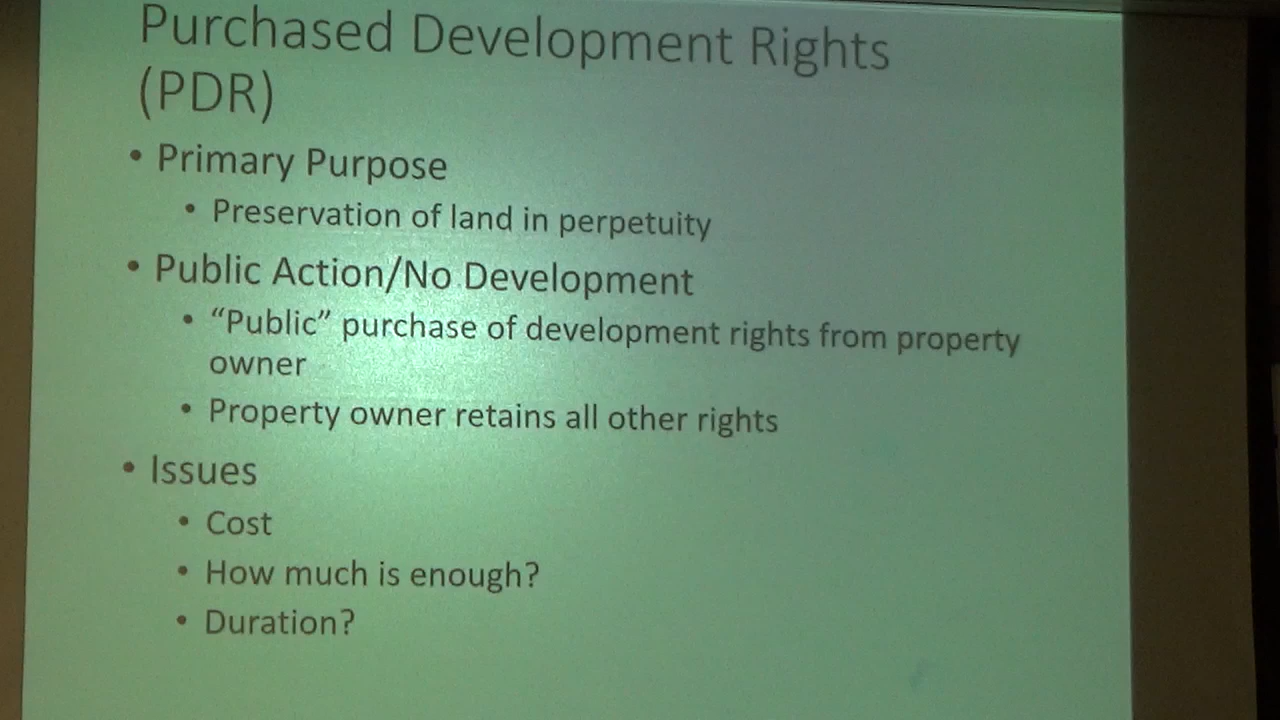 Purchased Development Rights
(PDR)
• Primary Purpose
• Preservation of land in perpetuity
• Public Action/No Development
• “Public” purchase of development rights from property
owner
• Property owner retains all other rights
• Issues
• Cost
• How much is enough?
• Duration?